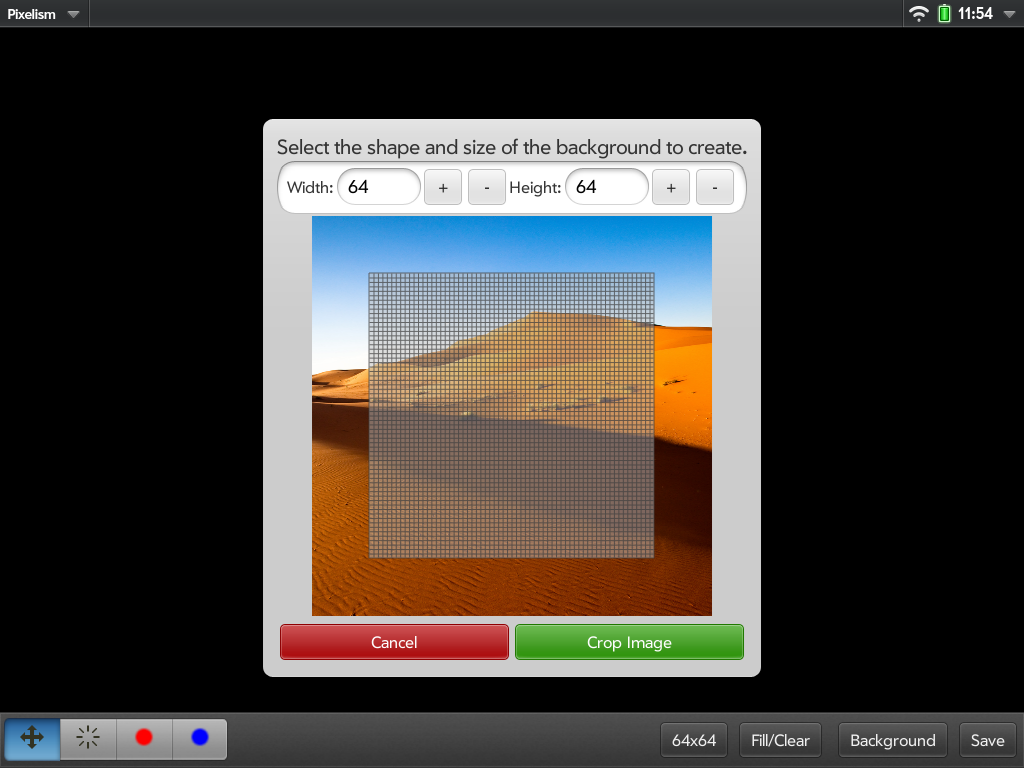 Pixelism
11:54
Select the shape and size of the background to create.
Width: 64 + - Height: 64 + -
Cancel Crop Image
64x64 Fill/Clear Background Save